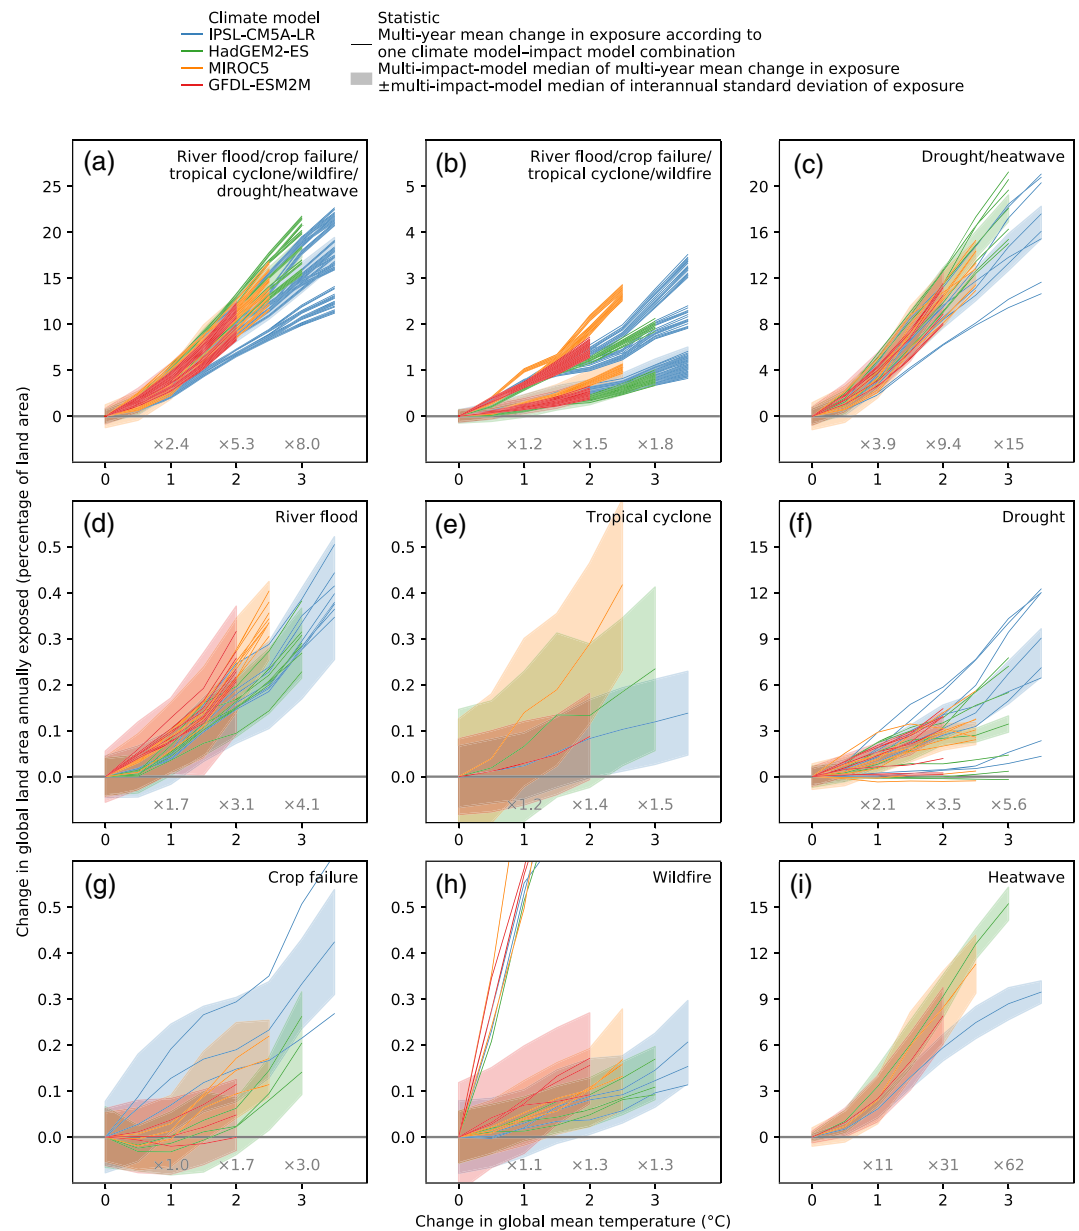 Climate model
IPSL-CM5A-LR
HadGEM2-ES
MIROC5
GFDL-ESM2M
Statistic
Multi-year mean change in exposure according to
one climate model–impact model combination
Multi-impact-model median of multi-year mean change in exposure
±multi-impact-model median of interannual standard deviation of exposure
Change in global land area annually exposed (percentage of land area)
(a)
River flood/crop failure/
tropical cyclone/wildfire/
drought/heatwave
25
20
15
10
5
0
×2.4 ×5.3 ×8.0
0 1 2 3
(b)
River flood/crop failure/
tropical cyclone/wildfire
5
4
3
2
1
0
×1.2 ×1.5 ×1.8
0 1 2 3
(c)
Drought/heatwave
20
16
12
8
4
0
×3.9 ×9.4 ×15
0 1 2 3
(d)
River flood
0.5
0.4
0.3
0.2
0.1
0.0
×1.7 ×3.1 ×4.1
0 1 2 3
(e)
Tropical cyclone
0.5
0.4
0.3
0.2
0.1
0.0
×1.2 ×1.4 ×1.5
0 1 2 3
(f)
Drought
15
12
9
6
3
0
×2.1 ×3.5 ×5.6
0 1 2 3
(g)
Crop failure
0.5
0.4
0.3
0.2
0.1
0.0
×1.0 ×1.7 ×3.0
0 1 2 3
(h)
Wildfire
0.5
0.4
0.3
0.2
0.1
0.0
×1.1 ×1.3 ×1.3
0 1 2 3
(i)
Heatwave
15
12
9
6
3
0
×11 ×31 ×62
0 1 2 3
Change in global mean temperature (°C)